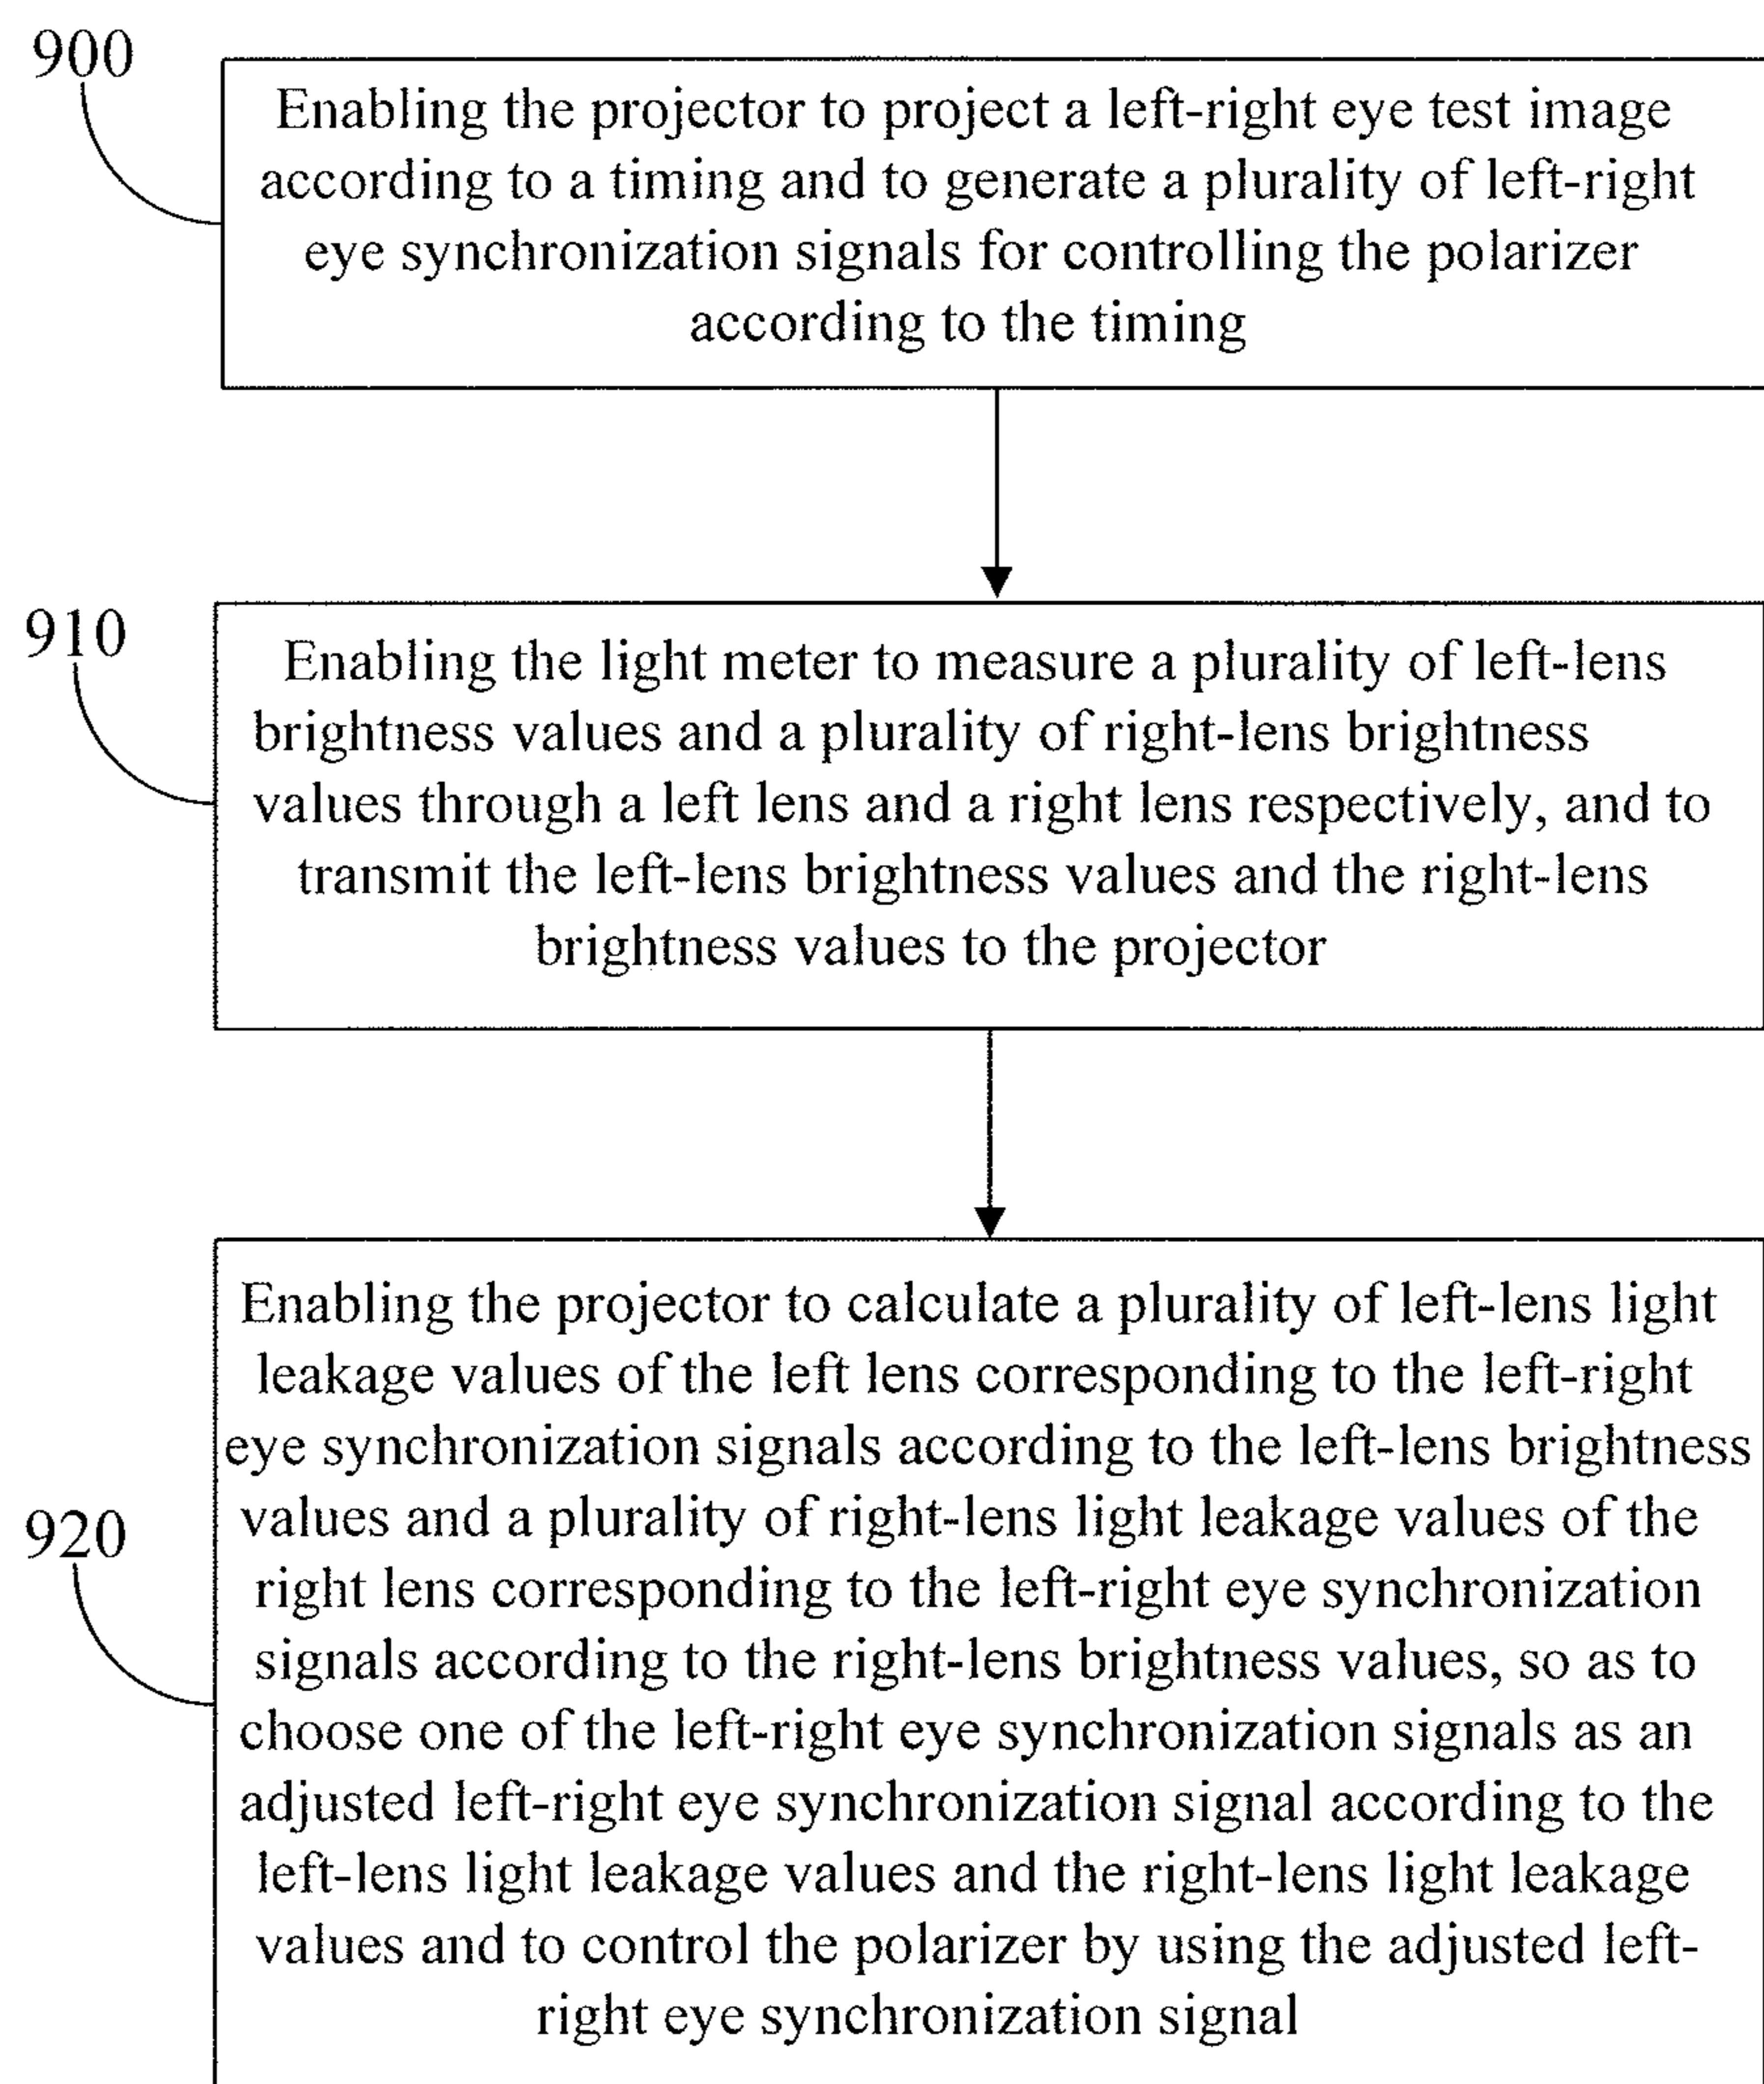 900
Enabling the projector to project a left-right eye test image
according to a timing and to generate a plurality of left-right
eye synchronization signals for controlling the polarizer
according to the timing
910
Enabling the light meter to measure a plurality of left-lens
brightness values and a plurality of right-lens brightness
values through a left lens and a right lens respectively, and to
transmit the left-lens brightness values and the right-lens
brightness values to the projector
920
Enabling the projector to calculate a plurality of left-lens light
leakage values of the left lens corresponding to the left-right
eye synchronization signals according to the left-lens brightness
values and a plurality of right-lens light leakage values of the
right lens corresponding to the left-right eye synchronization
signals according to the right-lens brightness values, so as to
choose one of the left-right eye synchronization signals as an
adjusted left-right eye synchronization signal according to the
left-lens light leakage values and the right-lens light leakage
values and to control the polarizer by using the adjusted left-
right eye synchronization signal